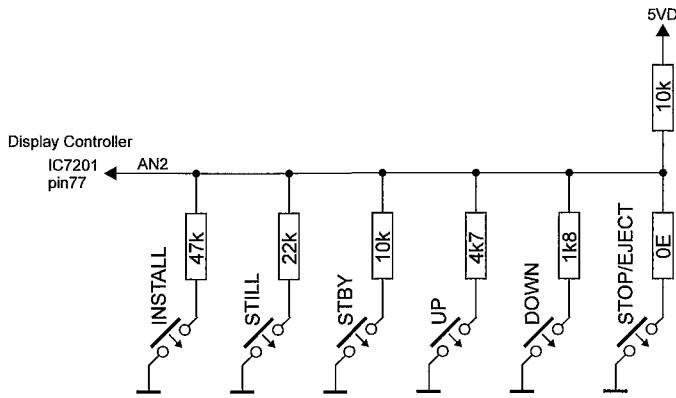 5VD
10k
Display Controller
IC7201 AN2
pin77
47k
22k
10k
4k7
1k8
0E
INSTALL
STILL
STBY
UP
DOWN
STOP/EJECT